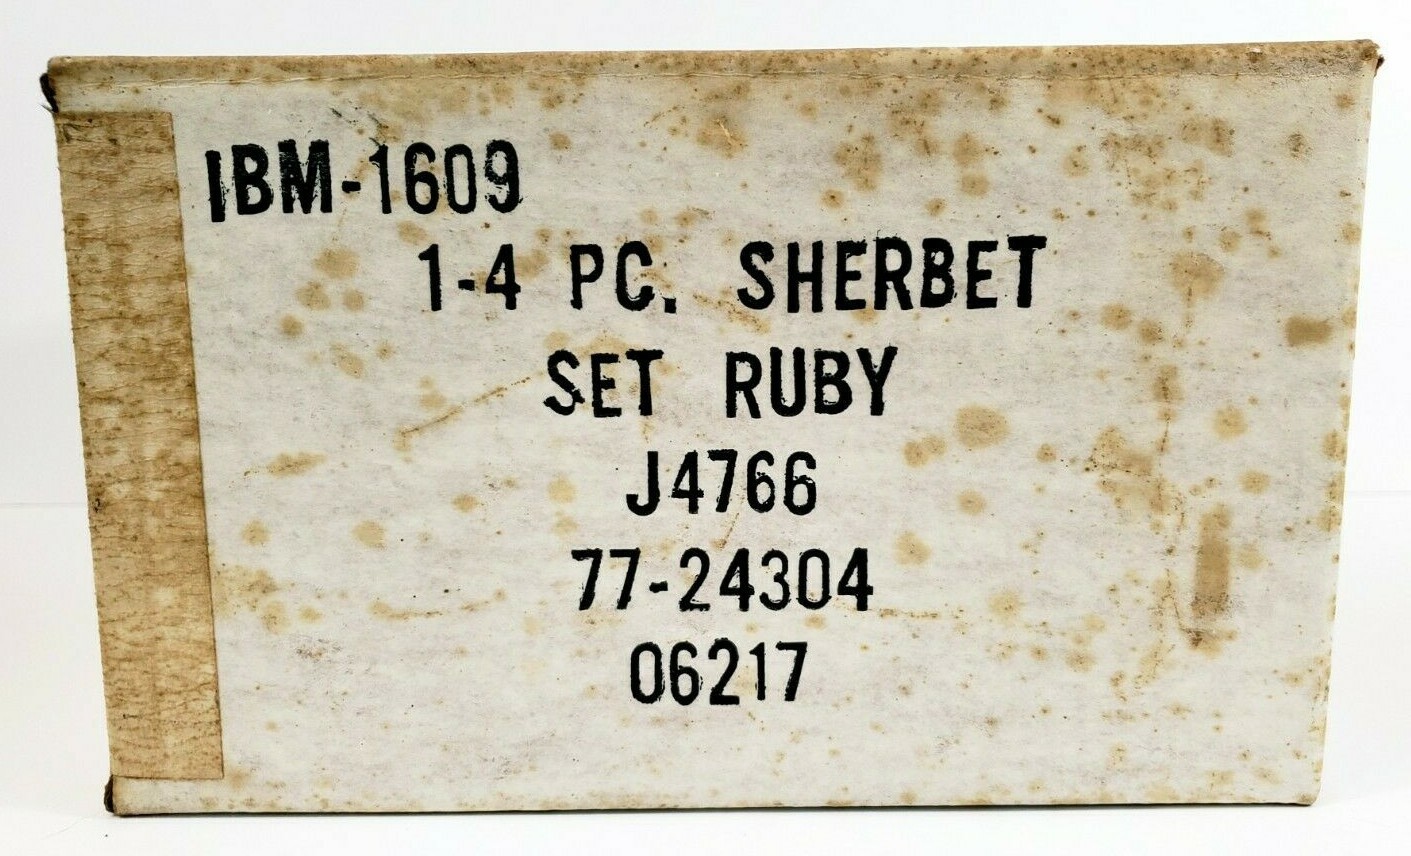 IBM-1609
1-4 PC. SHERBET
SET RUBY
J4766
77-24304
06217